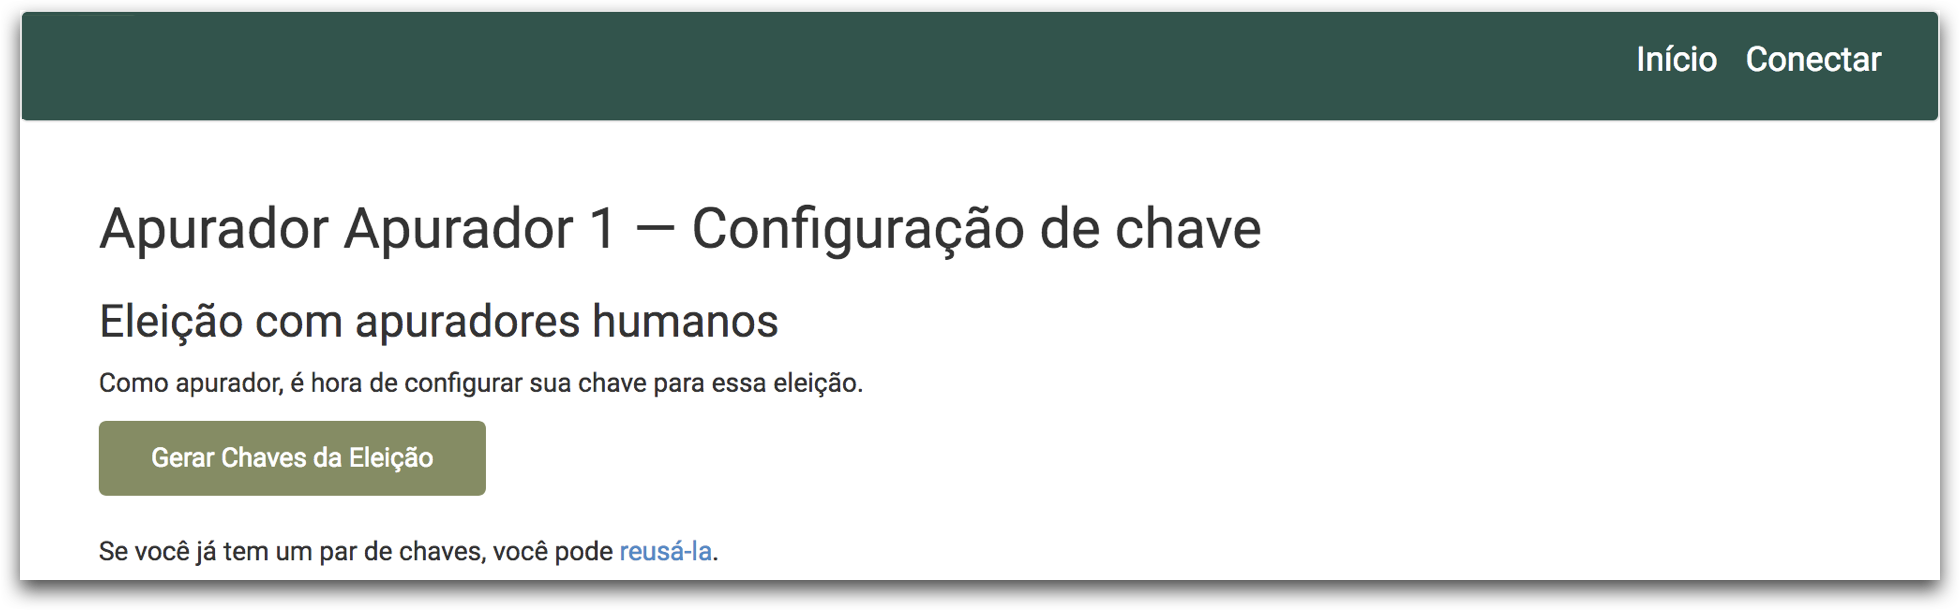 Início Conectar
Apurador Apurador 1 — Configuração de chave
Eleição com apuradores humanos
Como apurador, é hora de configurar sua chave para essa eleição.
Gerar Chaves da Eleição
Se você já tem um par de chaves, você pode reusá-la.